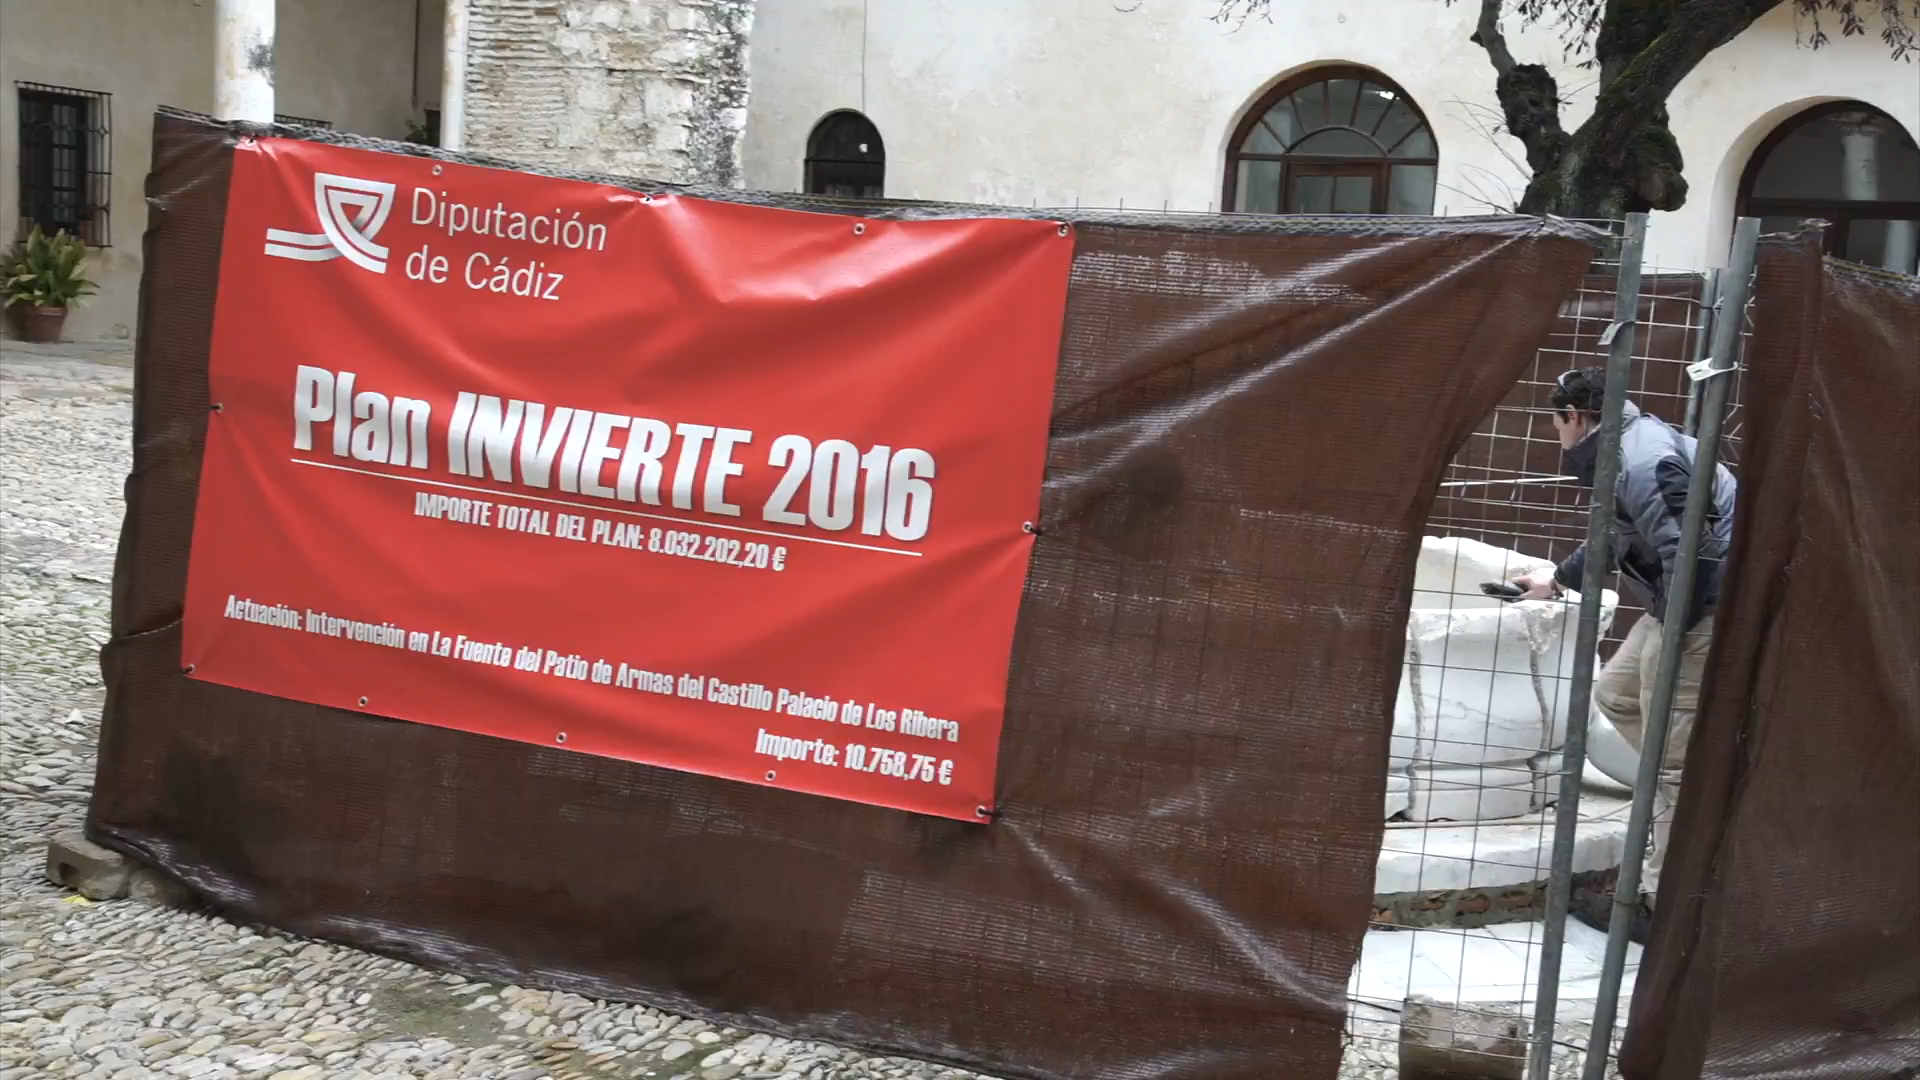 Diputación
de Cádiz
Plan INVIERTE 2016
IMPORTE TOTAL DEL PLAN: 8.032.202,20 €
Actuación: Intervención en La Fuente del Patio de Armas del Castillo Palacio de Los Ribera
Importe: 10.758,75 €